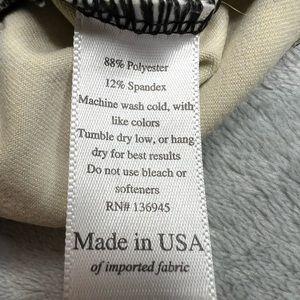 88% Polyester
12% Spandex
Machine wash cold, with
like colors
Tumble dry low, or hang
dry for best results
Do not use bleach or
softeners
RN# 136945
Made in USA
of imported fabric